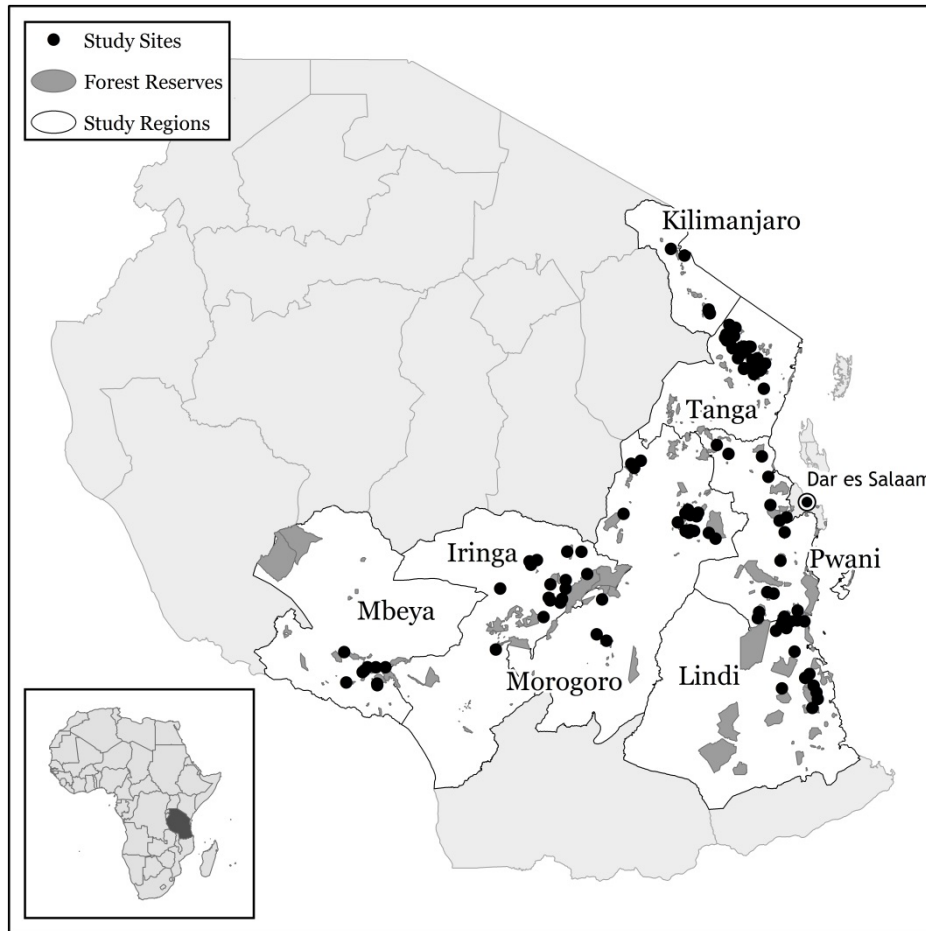 Study Sites
Forest Reserves
Study Regions
Kilimanjaro
Tanga
Dar es Salaam
Iringa
Pwani
Mbeya
Morogoro
Lindi